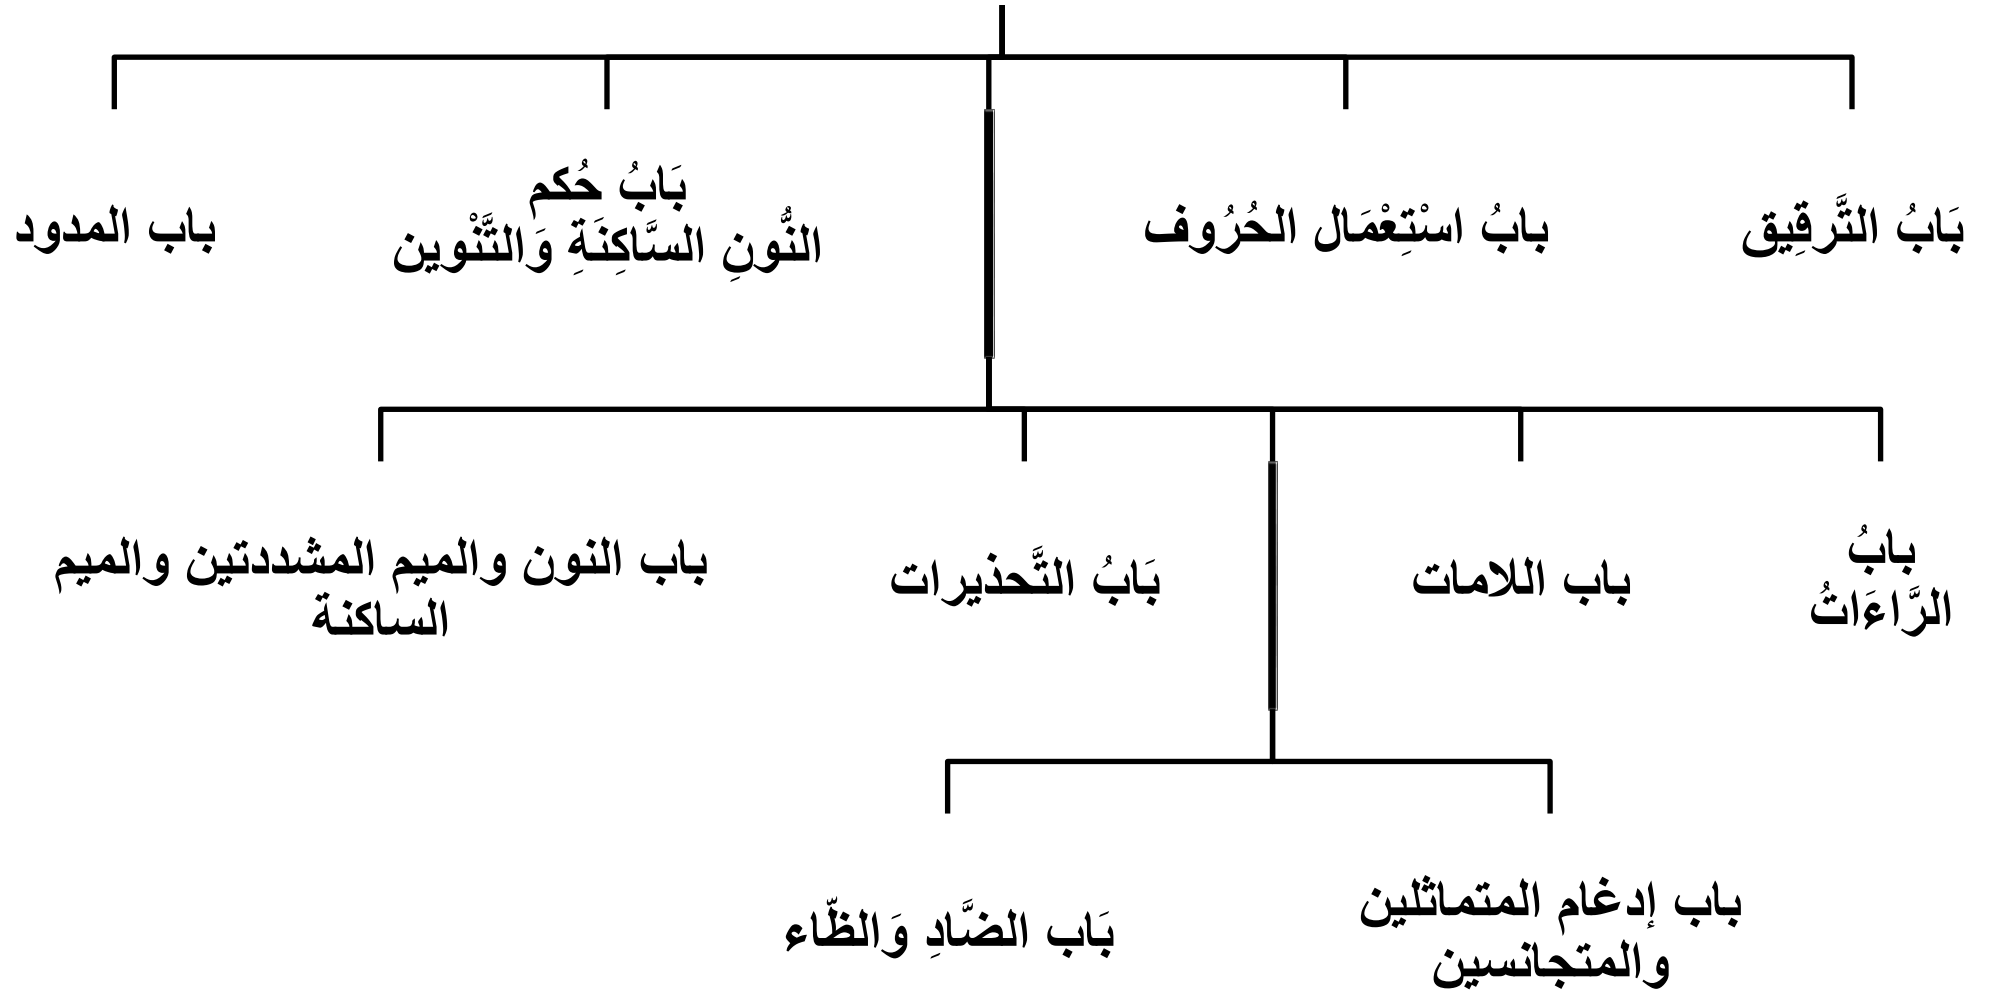 بَابُ التَّرقِيق
بابُ اسْتِعْمَال الحُرُوف
بَابُ حُكم
النُّونِ السَّاكِنَةِ وَالتَّنْوين
باب المدود
بابُ
الرَّاءَاتُ
باب اللامات
بَابُ التَّحذيرات
باب النون والميم المشددتين والميم
الساكنة
باب إدغام المتماثلين
والمتجانسين
بَاب الضَّادِ وَالظّاء